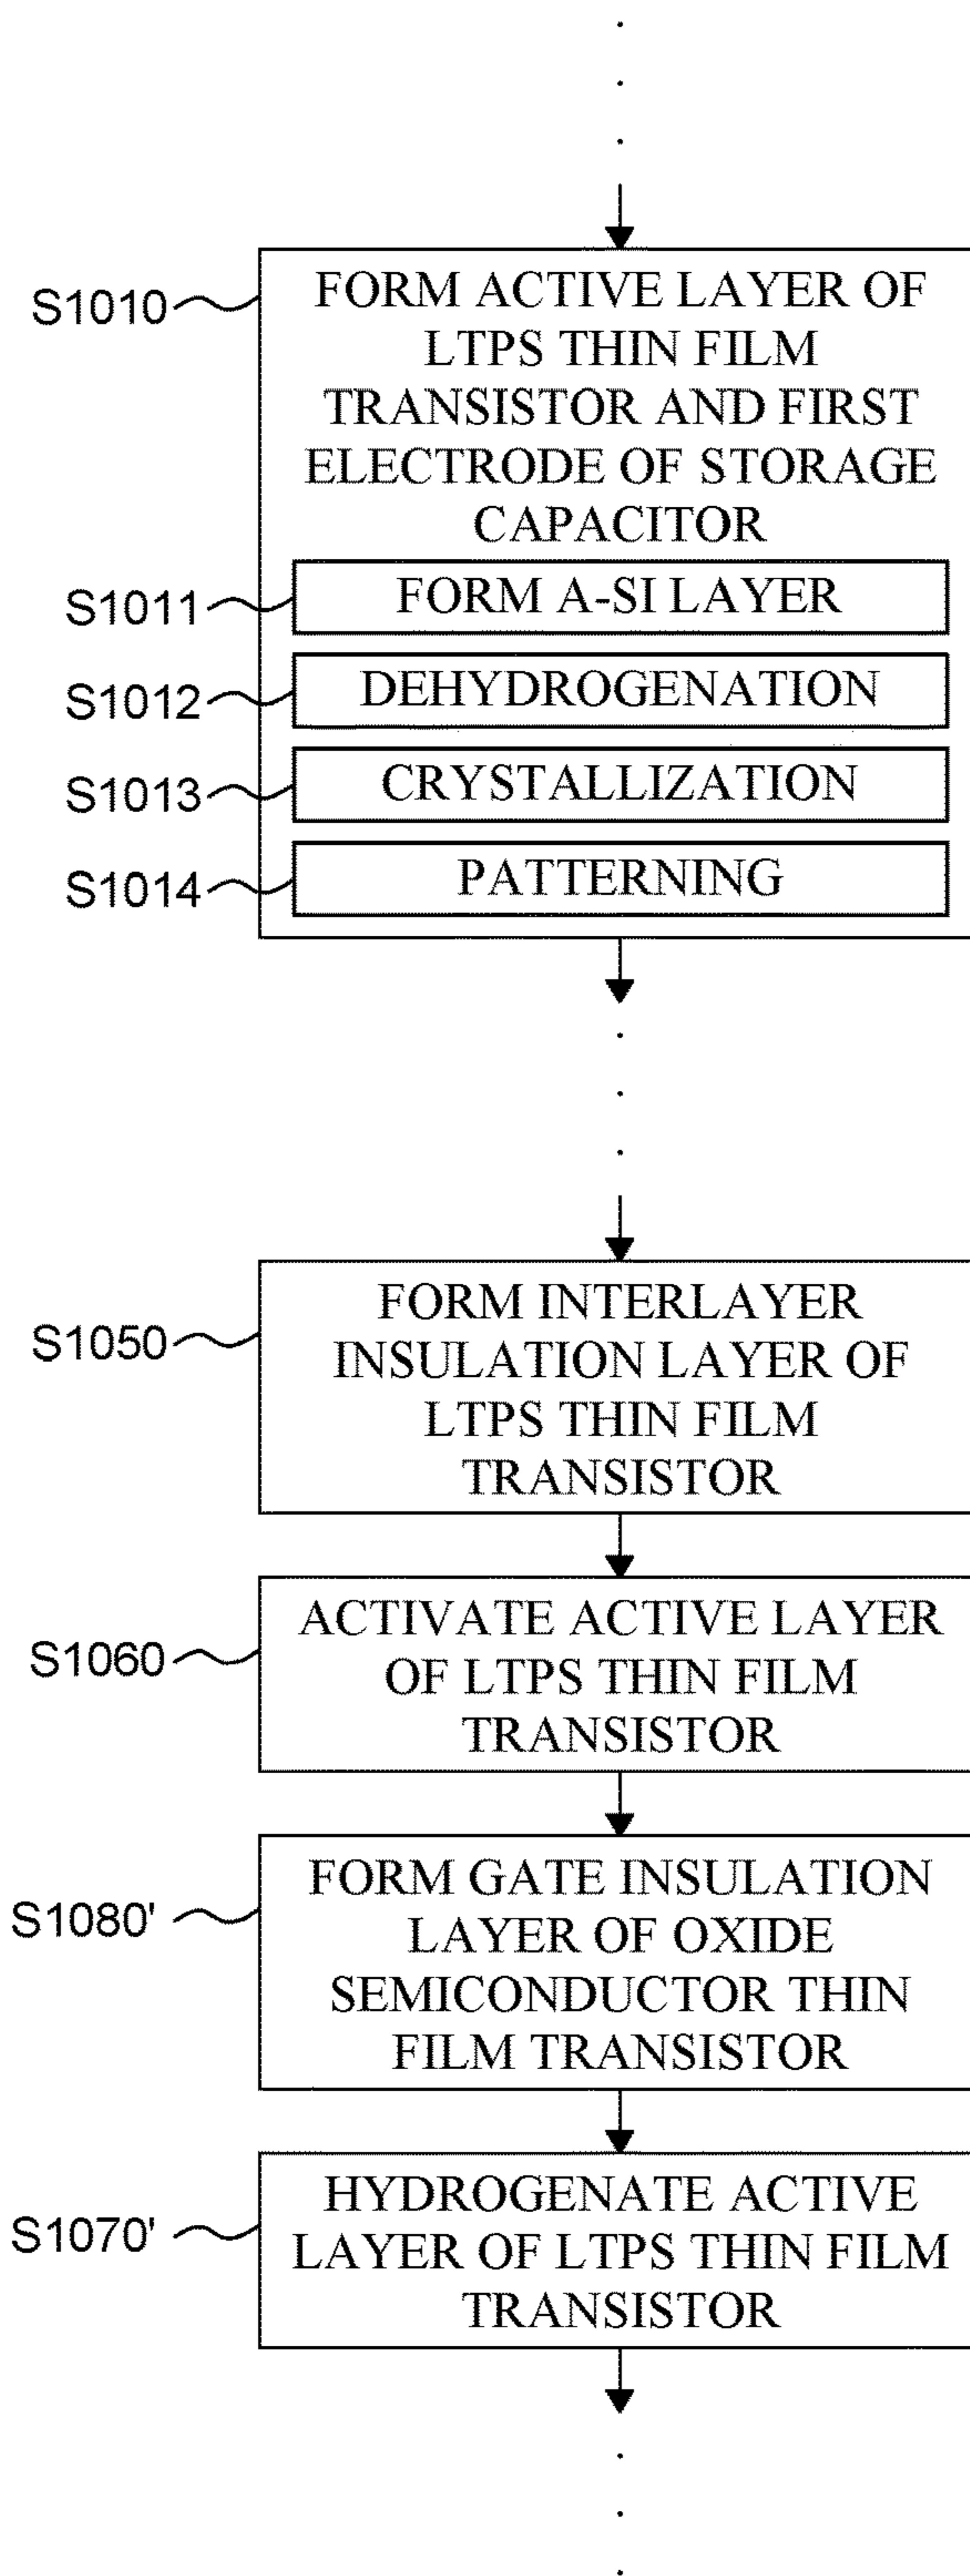 S1010
FORM ACTIVE LAYER OF
LTPS THIN FILM
TRANSISTOR AND FIRST
ELECTRODE OF STORAGE
CAPACITOR
S1011
FORM A-SI LAYER
S1012
DEHYDROGENATION
S1013
CRYSTALLIZATION
S1014
PATTERNING
S1050
FORM INTERLAYER
INSULATION LAYER OF
LTPS THIN FILM
TRANSISTOR
S1060
ACTIVATE ACTIVE LAYER
OF LTPS THIN FILM
TRANSISTOR
S1080'
FORM GATE INSULATION
LAYER OF OXIDE
SEMICONDUCTOR THIN
FILM TRANSISTOR
S1070'
HYDROGENATE ACTIVE
LAYER OF LTPS THIN FILM
TRANSISTOR